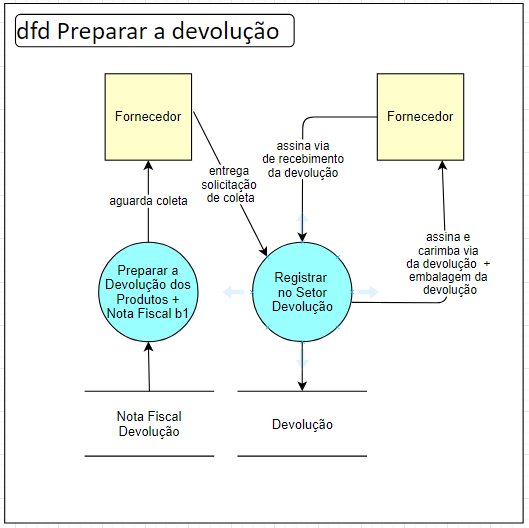 dfd Preparar a devolução
Fornecedor
Fornecedor
assina via
de recebimento
da devolução
entrega
solicitação
de coleta
aguarda coleta
assina e
carimba via
da devolução +
embalagem da
devolução
Preparar a
Devolução dos
Produtos +
Nota Fiscal b1
Registrar
no Setor
Devolução
Nota Fiscal
Devolução
Devolução